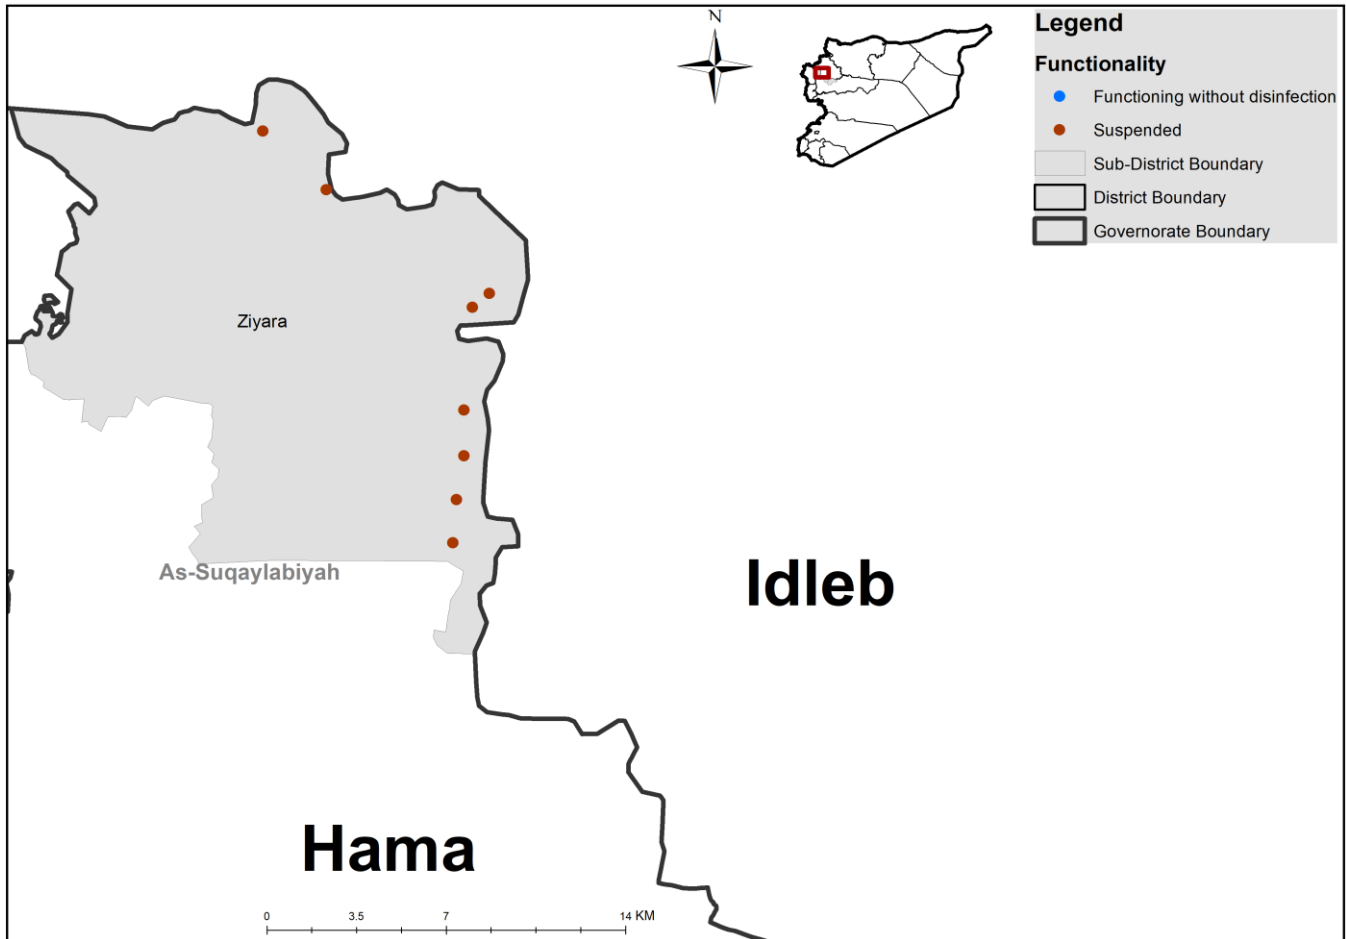 N
Legend
Functionality
Functioning without disinfection
Suspended
Sub-District Boundary
District Boundary
Governorate Boundary
Ziyara
As-Suqaylabiyah
Idleb
Hama
0 3.5 7 14 KM